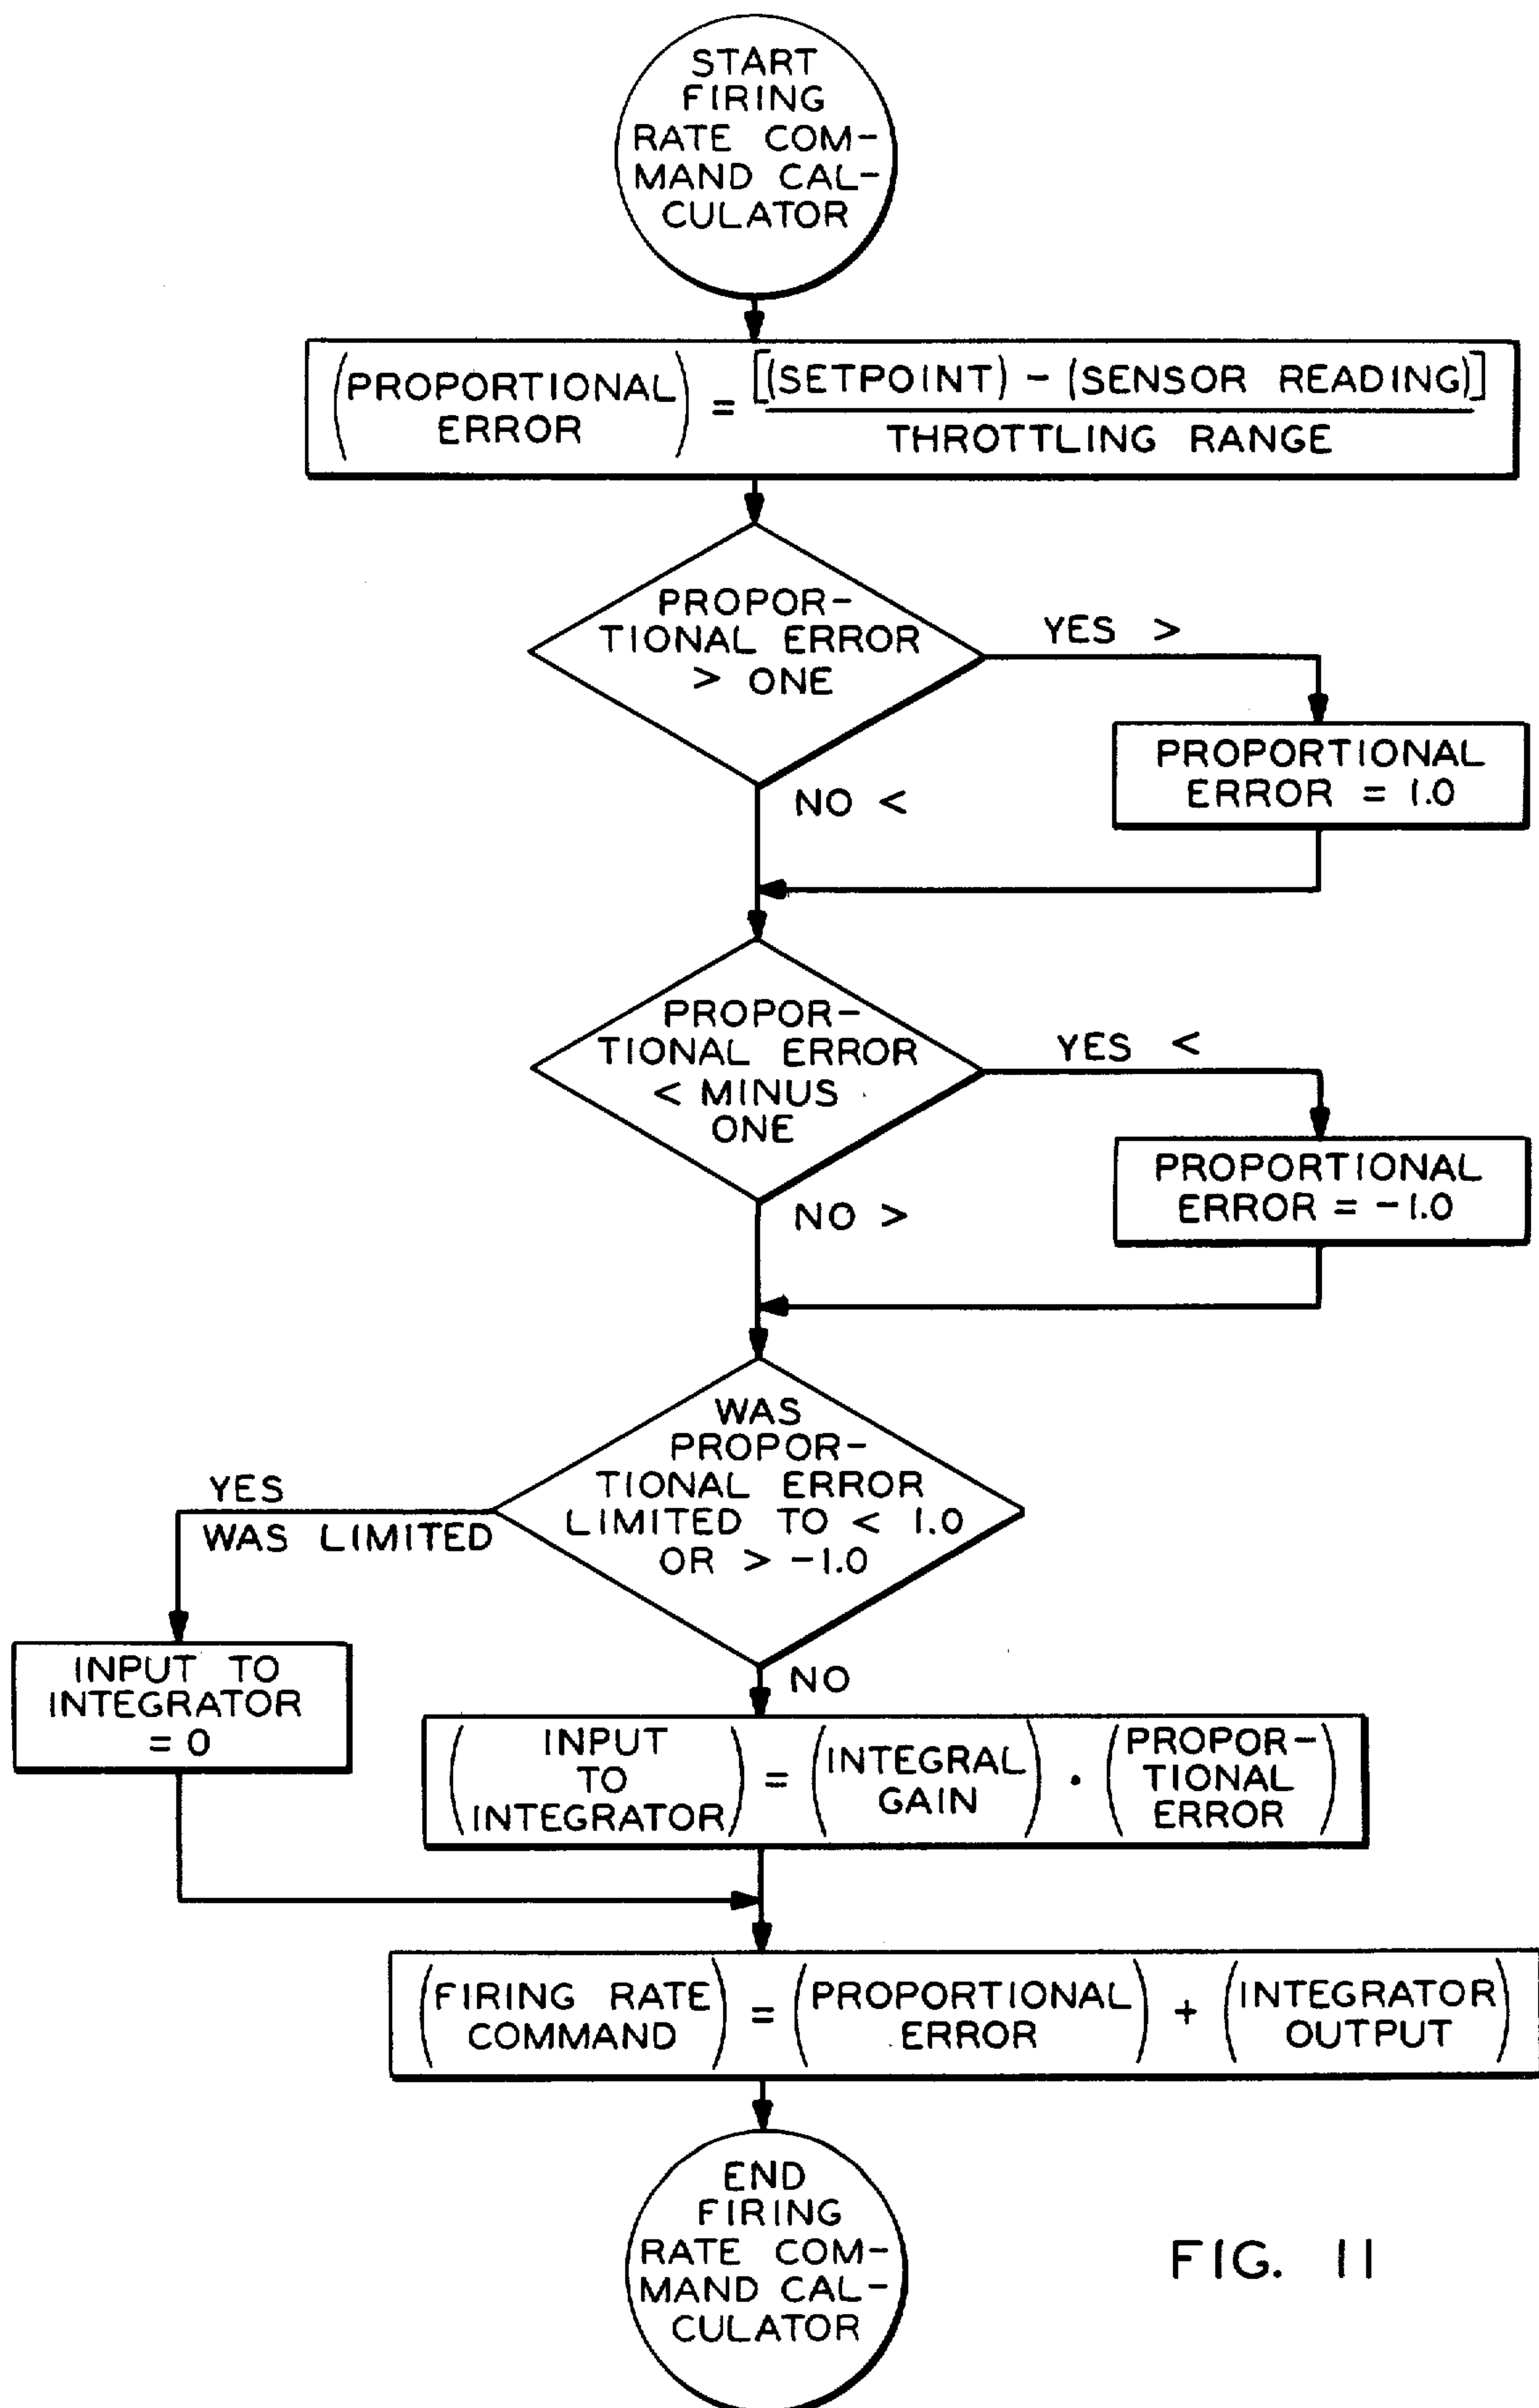 START
FIRING
RATE COM-
MAND CAL-
CULATOR
(PROPORTIONAL ERROR) = [(SETPOINT) - (SENSOR READING)]
THROTTLING RANGE
PROPOR-
TIONAL ERROR
> ONE
YES >
PROPORTIONAL
ERROR = 1.0
NO <
PROPOR-
TIONAL ERROR
< MINUS
ONE
YES <
PROPORTIONAL
ERROR = -1.0
NO >
WAS
PROPOR-
TIONAL ERROR
LIMITED TO < 1.0
OR > -1.0
YES
WAS LIMITED
INPUT TO
INTEGRATOR
= 0
NO
(INPUT TO INTEGRATOR) = (INTEGRAL GAIN) · (PROPOR-TIONAL ERROR)
(FIRING RATE COMMAND) = (PROPORTIONAL ERROR) + (INTEGRATOR OUTPUT)
END
FIRING
RATE COM-
MAND CAL-
CULATOR
FIG. 11